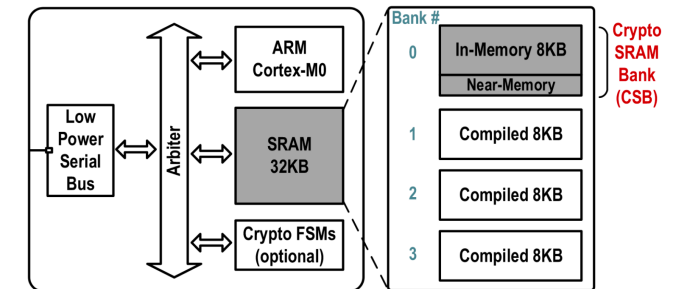 Low
Power
Serial
Bus
Arbiter
ARM
Cortex-M0
SRAM
32KB
Crypto FSMs
(optional)
Bank #
0
In-Memory 8KB
Near-Memory
1
Compiled 8KB
2
Compiled 8KB
3
Compiled 8KB
Crypto
SRAM
Bank
(CSB)